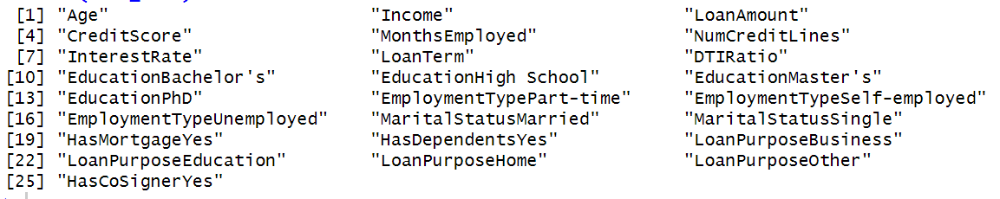 [1] "Age" "Income" "LoanAmount"
[4] "CreditScore" "MonthsEmployed" "NumCreditLines"
[7] "InterestRate" "LoanTerm" "DTIRatio"
[10] "EducationBachelor's" "EducationHigh School" "EducationMaster's"
[13] "EducationPhD" "EmploymentTypePart-time" "EmploymentTypeSelf-employed"
[16] "EmploymentTypeUnemployed" "MaritalStatusMarried" "MaritalStatusSingle"
[19] "HasMortgageYes" "HasDependentsYes" "LoanPurposeBusiness"
[22] "LoanPurposeEducation" "LoanPurposeHome" "LoanPurposeOther"
[25] "HasCoSignerYes"